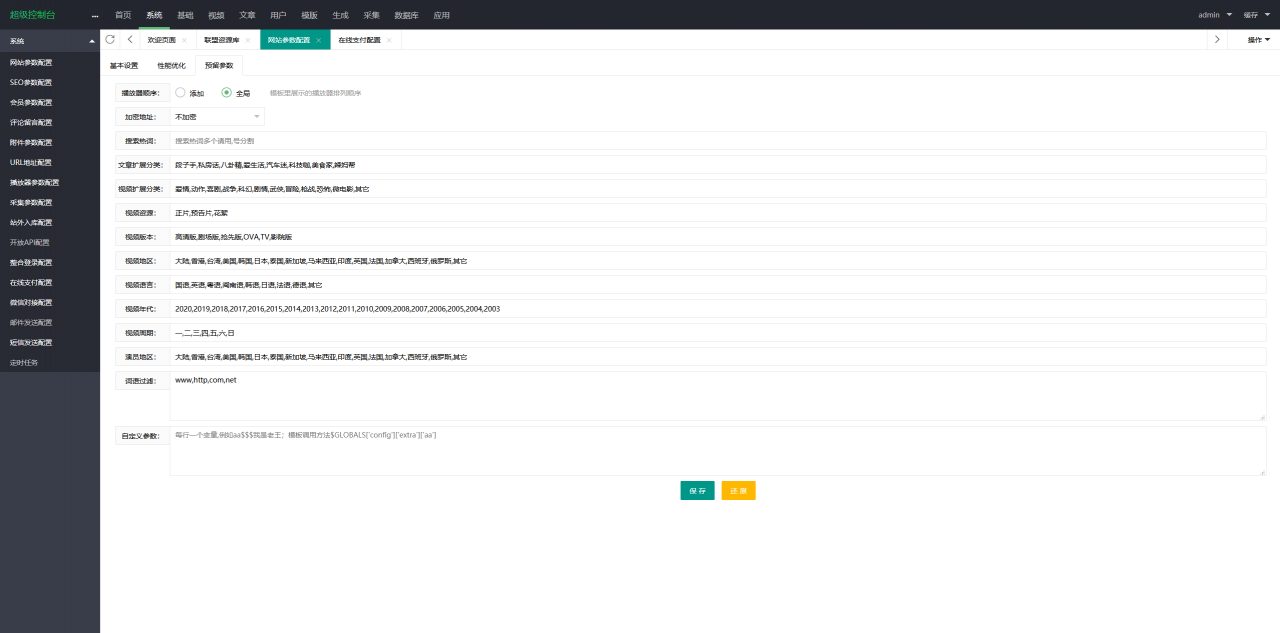 超级控制台 ... 首页 系统 基础 视频 文章 用户 模版 生成 采集 数据库 应用 admin 缓存
系统 欢迎页面 联盟资源库 网站参数配置 在线支付配置 操作
网站参数配置
SEO参数配置
会员参数配置
评论留言配置
附件参数配置
URL地址配置
播放器参数配置
采集参数配置
站外入库配置
开放API配置
整合登录配置
在线支付配置
微信对接配置
邮件发送配置
短信发送配置
定时任务
基本设置 性能优化 预留参数
播放器顺序： 添加 全局 模板里展示的播放器排列顺序
加密地址： 不加密
搜索热词： 搜索热词多个请用,号分割
文章扩展分类： 段子手,私房话,八卦精,爱生活,汽车迷,科技咖,美食家,辣妈帮
视频扩展分类： 爱情,动作,喜剧,战争,科幻,剧情,武侠,冒险,枪战,恐怖,微电影,其它
视频资源： 正片,预告片,花絮
视频版本： 高清版,剧场版,抢先版,OVA,TV,影院版
视频地区： 大陆,香港,台湾,美国,韩国,日本,泰国,新加坡,马来西亚,印度,英国,法国,加拿大,西班牙,俄罗斯,其它
视频语言： 国语,英语,粤语,闽南语,韩语,日语,法语,德语,其它
视频年代： 2020,2019,2018,2017,2016,2015,2014,2013,2012,2011,2010,2009,2008,2007,2006,2005,2004,2003
视频周期： 一,二,三,四,五,六,日
演员地区： 大陆,香港,台湾,美国,韩国,日本,泰国,新加坡,马来西亚,印度,英国,法国,加拿大,西班牙,俄罗斯,其它
词语过滤： www,http,com,net
自定义参数： 每行一个变量,例如aa$$$我是老王；模板调用方法$GLOBALS['config']['extra']['aa']
保 存 还 原